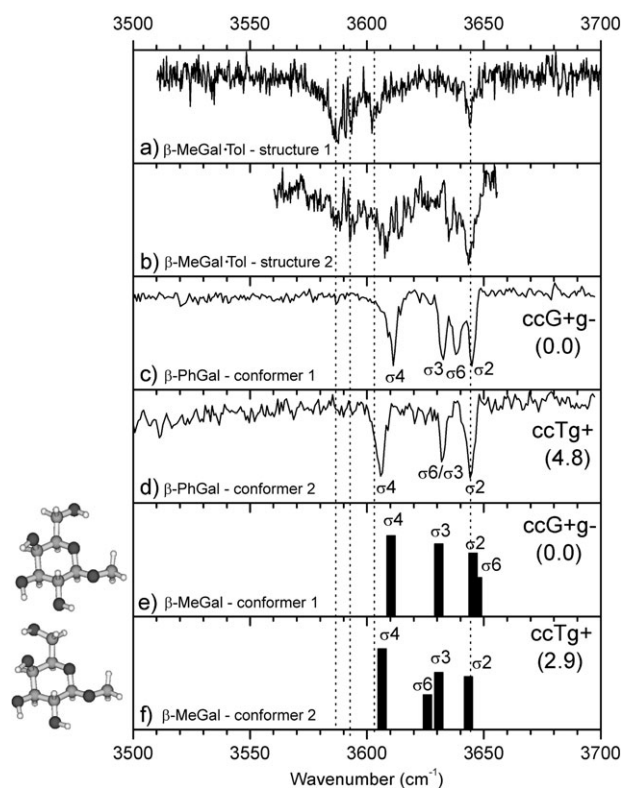 3500 3550 3600 3650 3700
a) β-MeGal·Tol - structure 1
b) β-MeGal·Tol - structure 2
ccG+g-
(0.0)
σ4 σ3 σ6 σ2
c) β-PhGal - conformer 1
ccTg+
(4.8)
σ4 σ6/σ3 σ2
d) β-PhGal - conformer 2
ccG+g-
(0.0)
σ4 σ3 σ2 σ6
e) β-MeGal - conformer 1
ccTg+
(2.9)
σ4 σ6 σ3 σ2
f) β-MeGal - conformer 2
3500 3550 3600 3650 3700
Wavenumber (cm⁻¹)